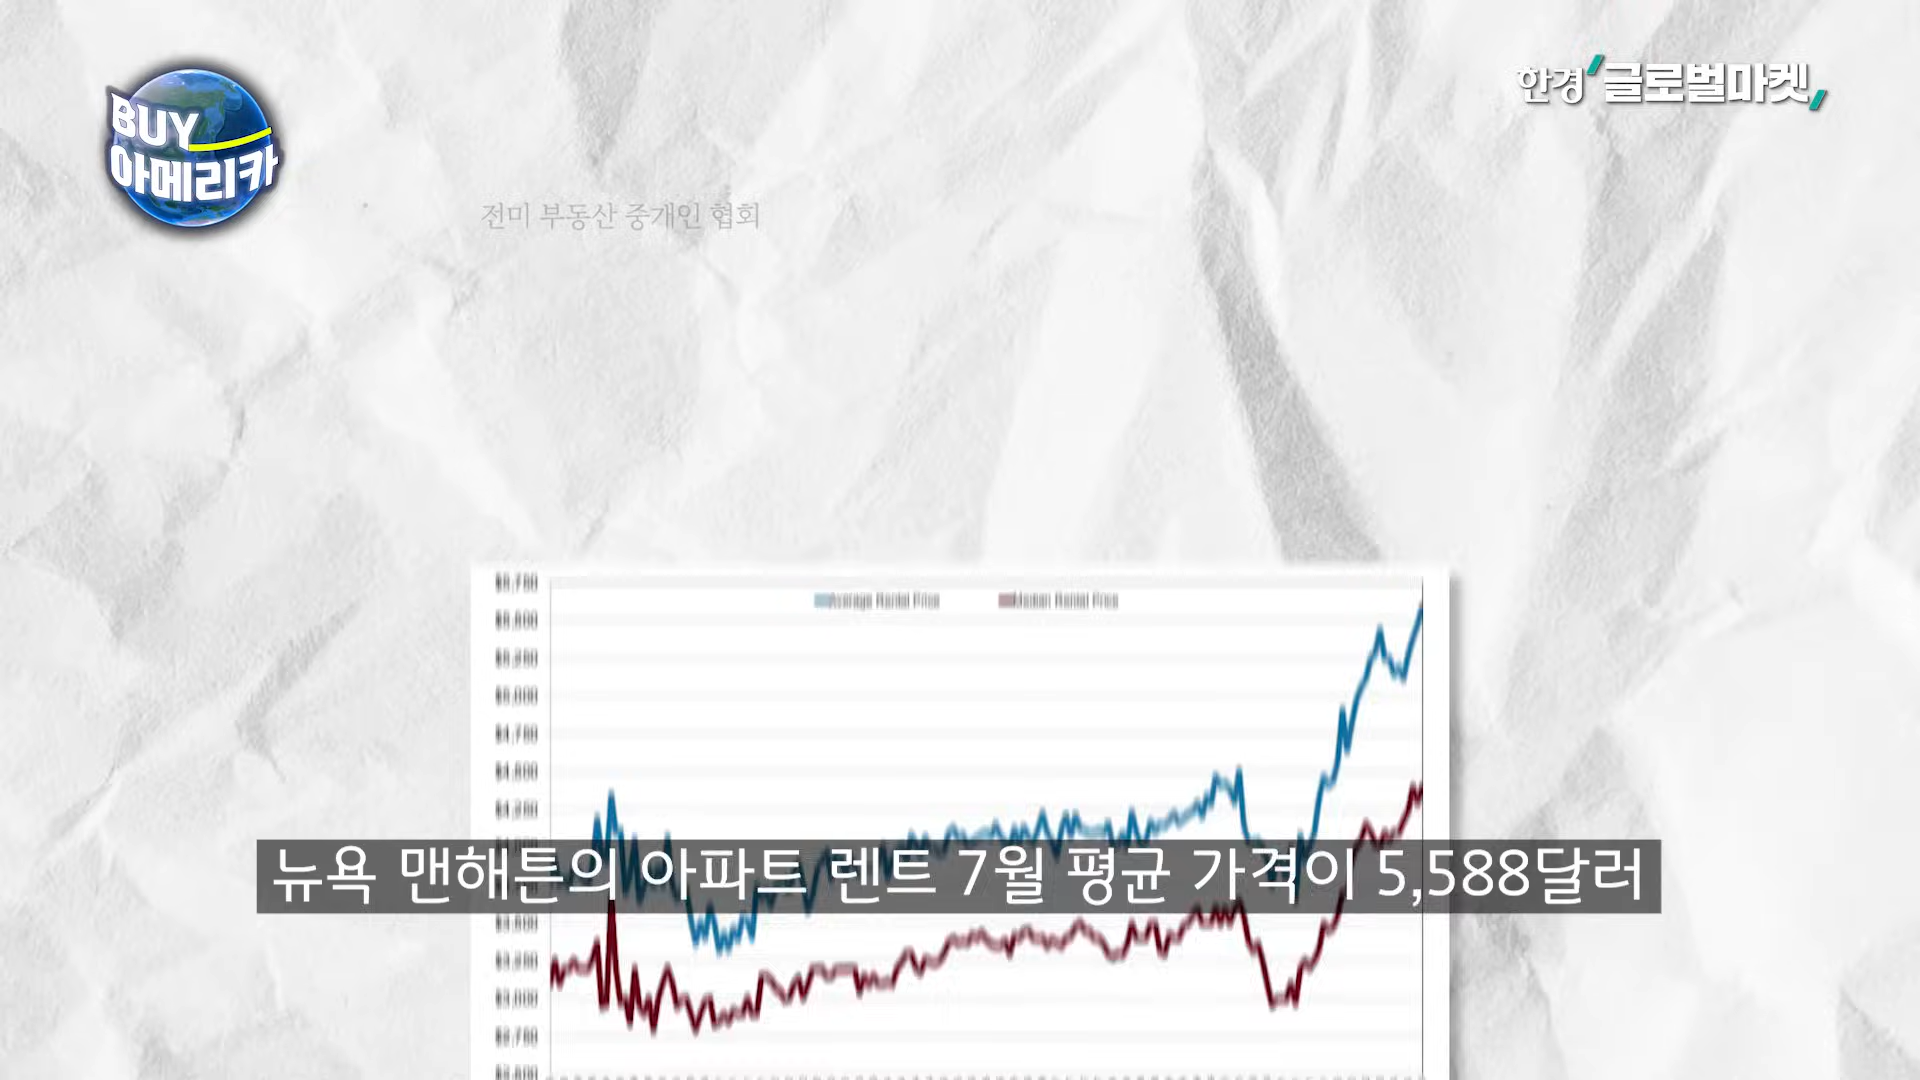 BUY
아메리카
한경 글로벌마켓
전미 부동산 중개인 협회
Average Rental Price
Median Rental Price
뉴욕 맨해튼의 아파트 렌트 7월 평균 가격이 5,588달러